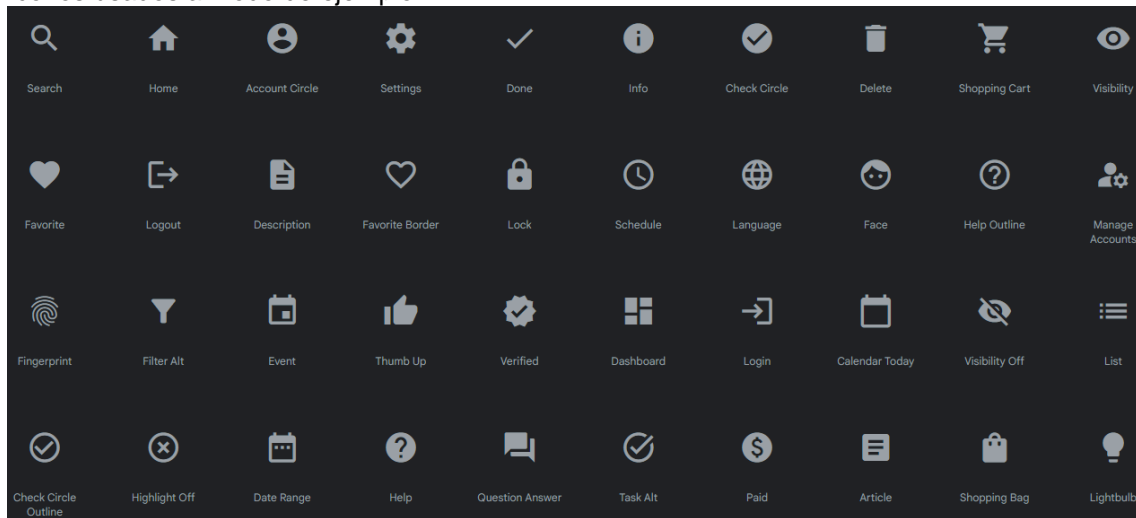 Search
Home
Account Circle
Settings
Done
Info
Check Circle
Delete
Shopping Cart
Visibility
Favorite
Logout
Description
Favorite Border
Lock
Schedule
Language
Face
Help Outline
Manage
Accounts
Fingerprint
Filter Alt
Event
Thumb Up
Verified
Dashboard
Login
Calendar Today
Visibility Off
List
Check Circle
Outline
Highlight Off
Date Range
Help
Question Answer
Task Alt
Paid
Article
Shopping Bag
Lightbulb